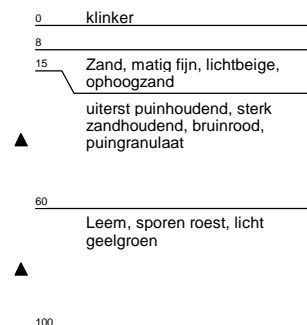 0 klinker
8
15 Zand, matig fijn, lichtbeige,
ophoogzand
uiterst puinhoudend, sterk
zandhoudend, bruinrood,
puingranulaat
60
Leem, sporen roest, licht
geelgroen
100